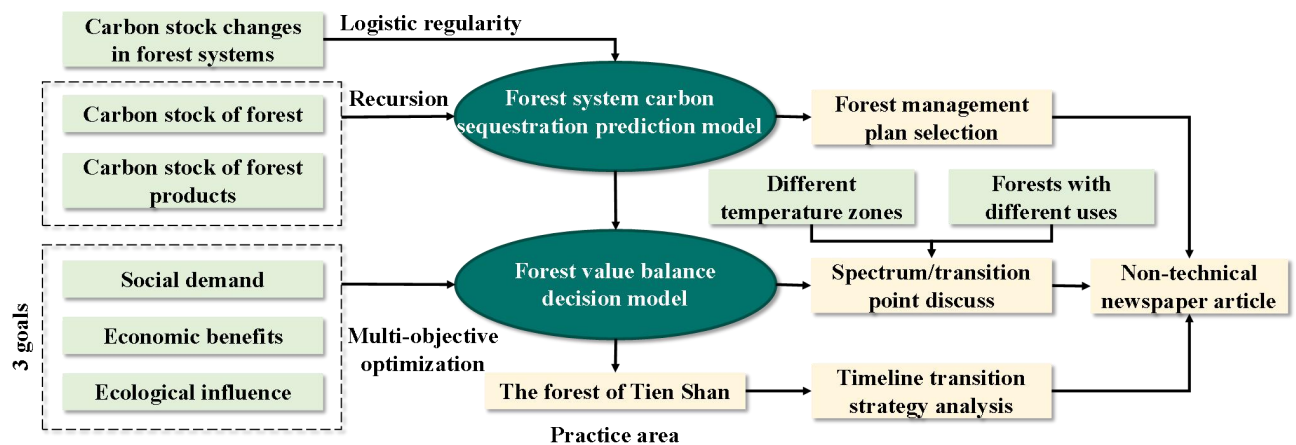 Carbon stock changes
in forest systems
Logistic regularity
Carbon stock of forest
Carbon stock of forest
products
Recursion
Forest system carbon
sequestration prediction model
Forest management
plan selection
Different
temperature zones
Forests with
different uses
3 goals
Social demand
Economic benefits
Ecological influence
Multi-objective
optimization
Forest value balance
decision model
Spectrum/transition
point discuss
Non-technical
newspaper article
The forest of Tien Shan
Practice area
Timeline transition
strategy analysis